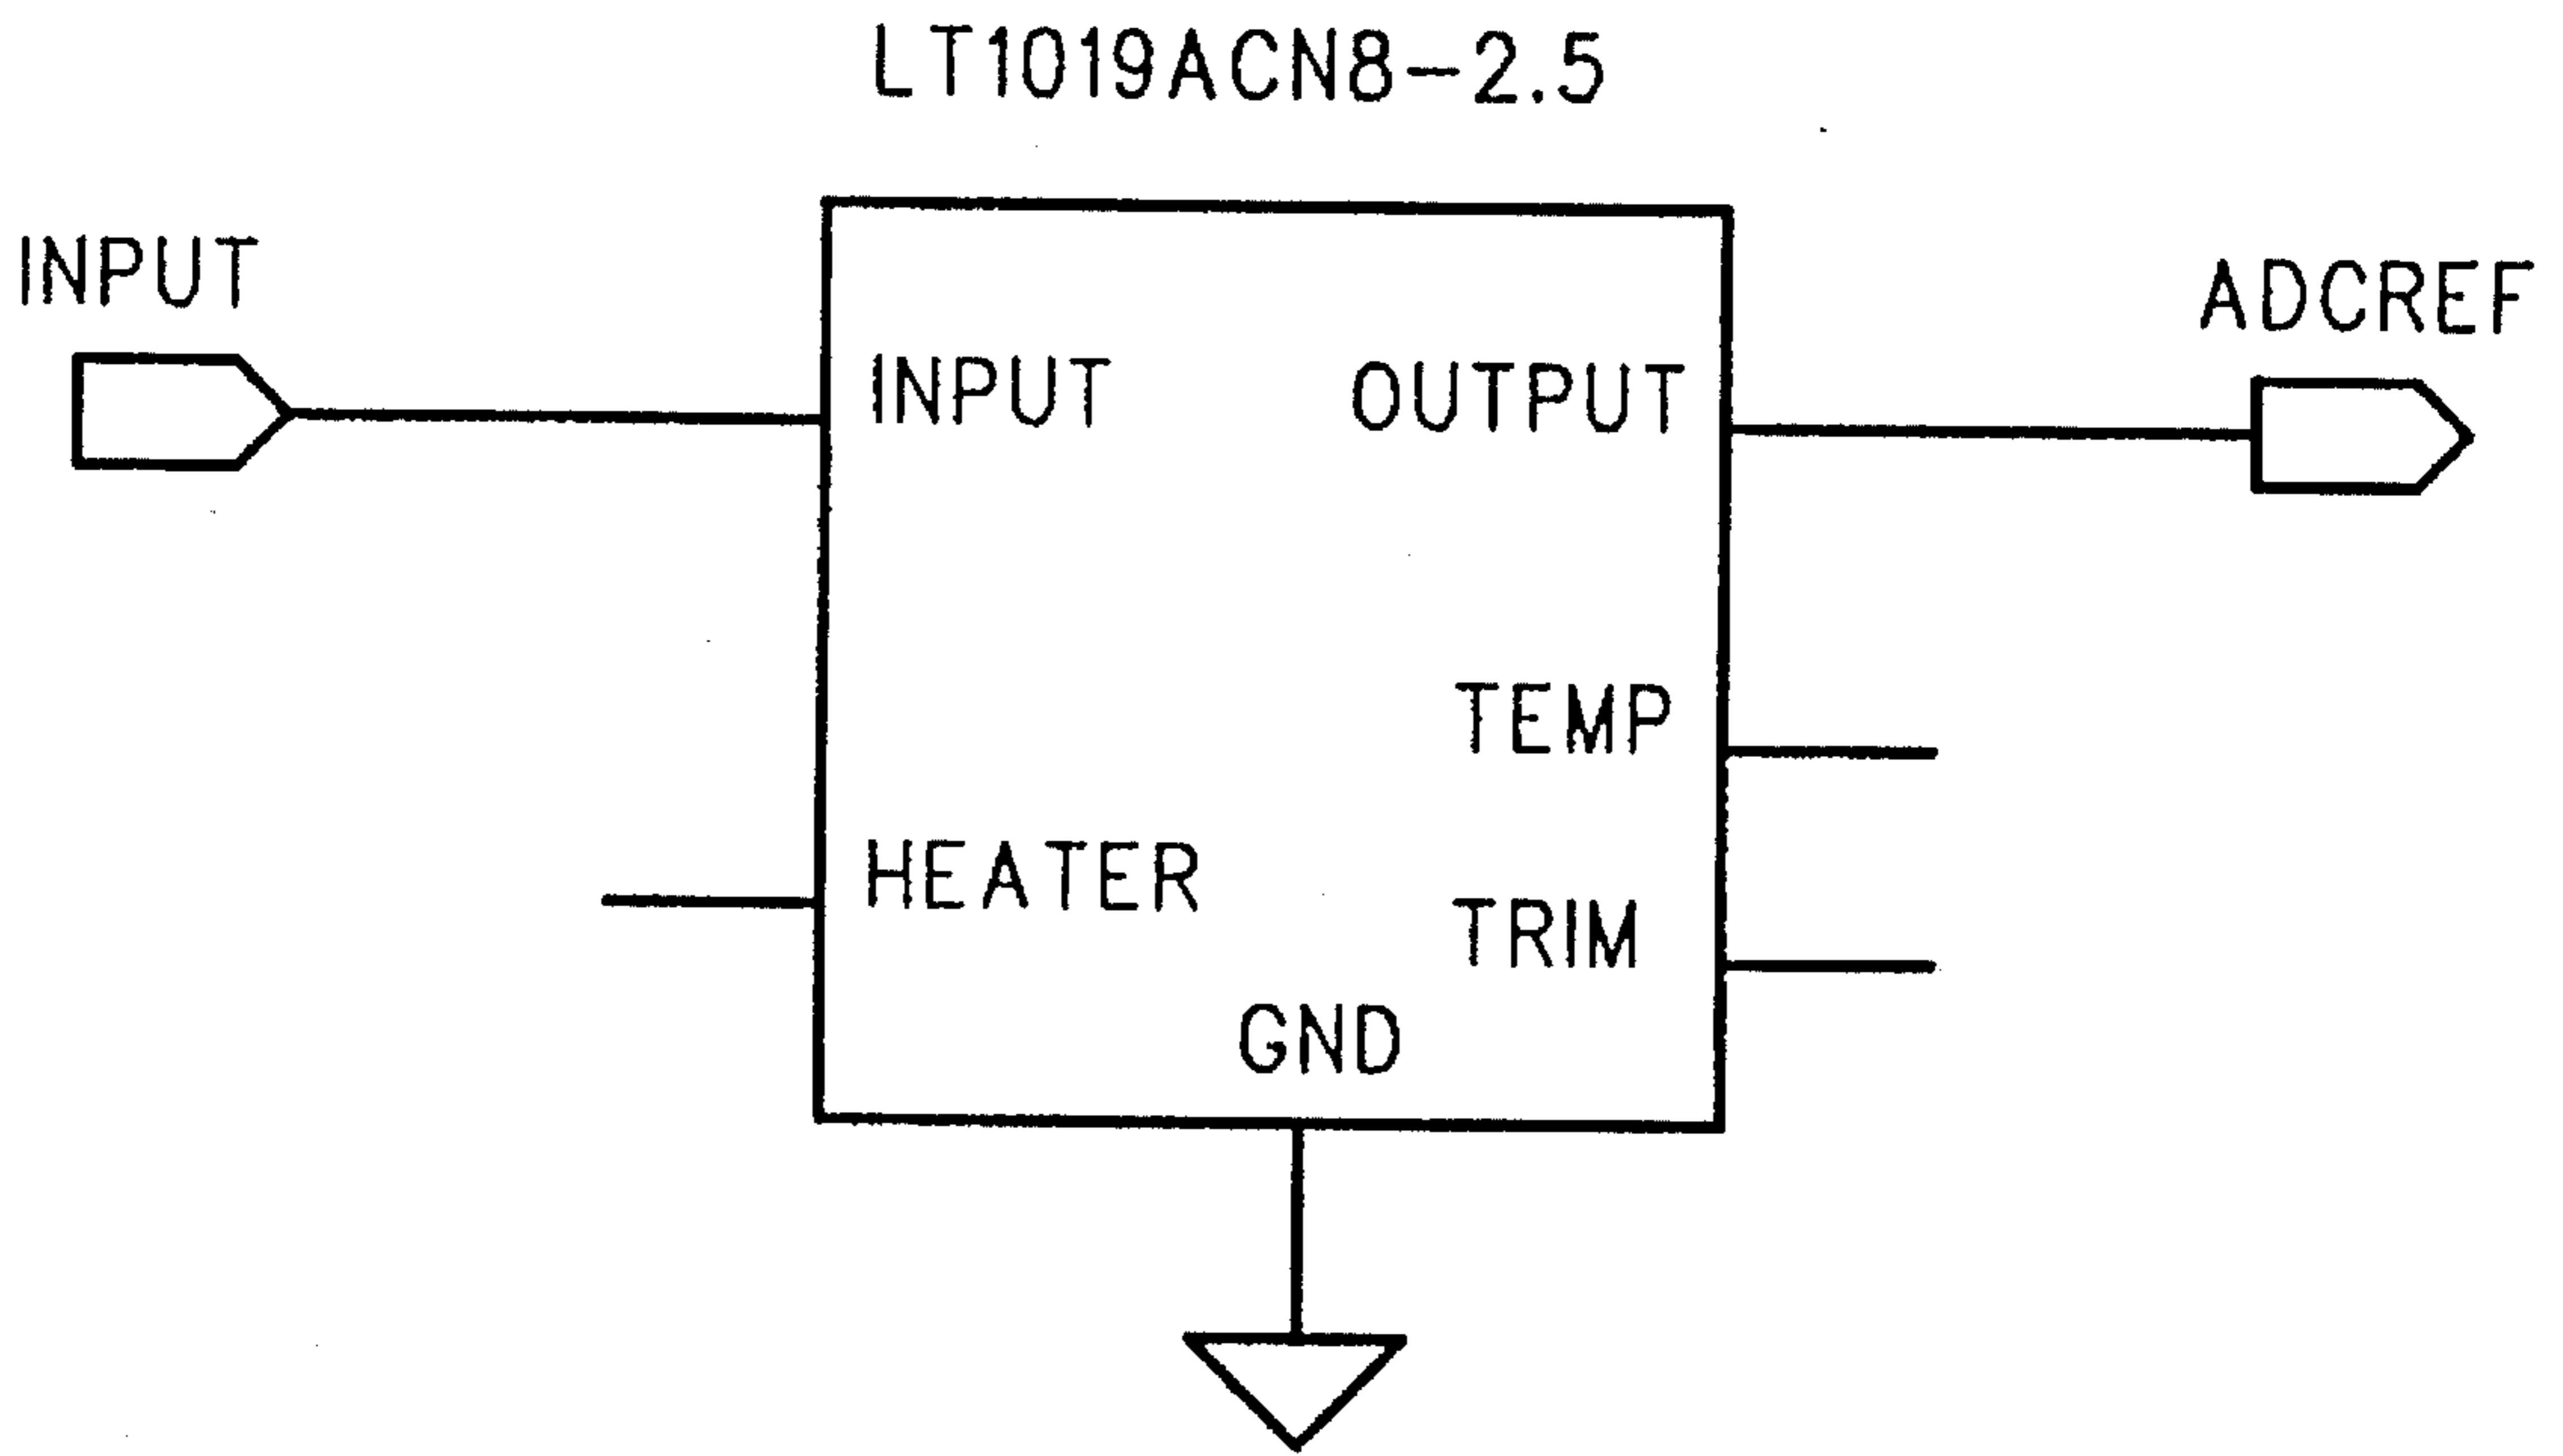 LT1019ACN8-2.5
INPUT
ADCREF
INPUT
OUTPUT
TEMP
HEATER
TRIM
GND